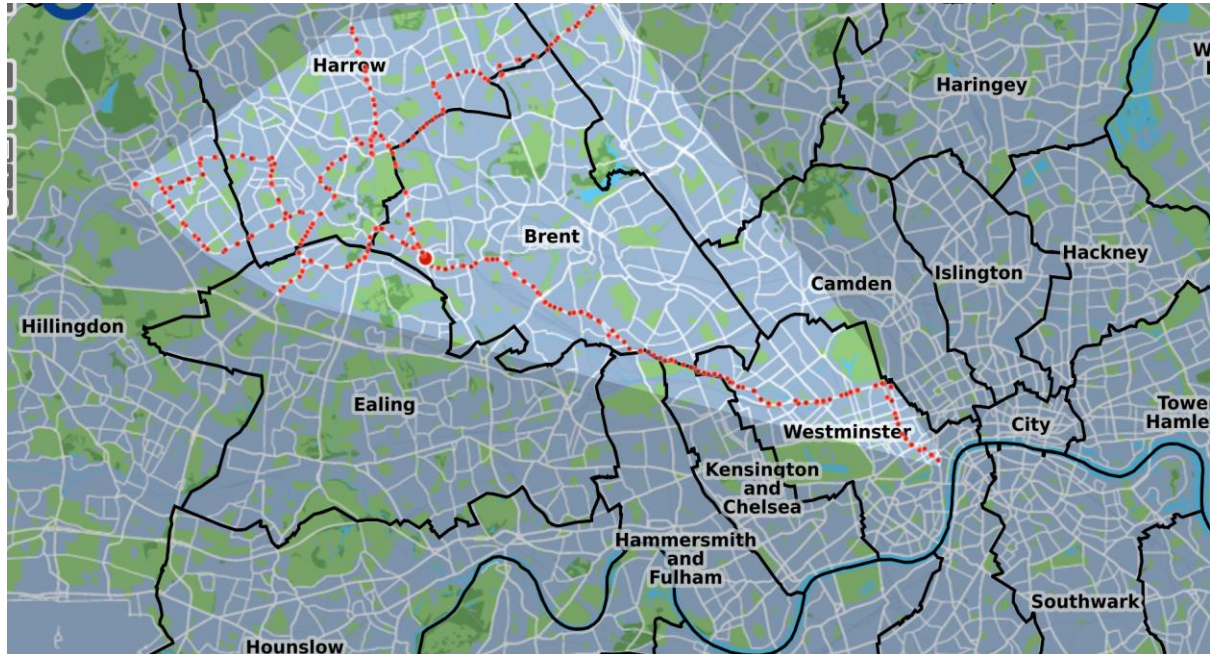 Harrow
Haringey
Brent
Hackney
Islington
Camden
Hillingdon
Ealing
City
Tower
Westminster
Kensington
and
Chelsea
Hammersmith
and
Fulham
Southwark
Hounslow